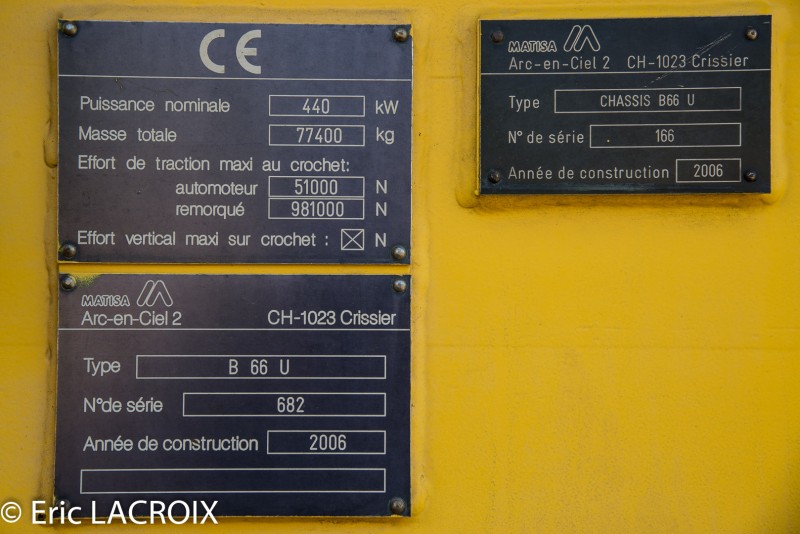 CE
Puissance nominale 440 kW
Masse totale 77400 kg
Effort de traction maxi au crochet:
automoteur 51000 N
remorqué 981000 N
Effort vertical maxi sur crochet : N
MATISA
Arc-en-Ciel 2 CH-1023 Crissier
Type B 66 U
N°de série 682
Année de construction 2006
MATISA
Arc-en-Ciel 2 CH-1023 Crissier
Type CHASSIS B66 U
N° de série 166
Année de construction 2006
© Eric LACROIX